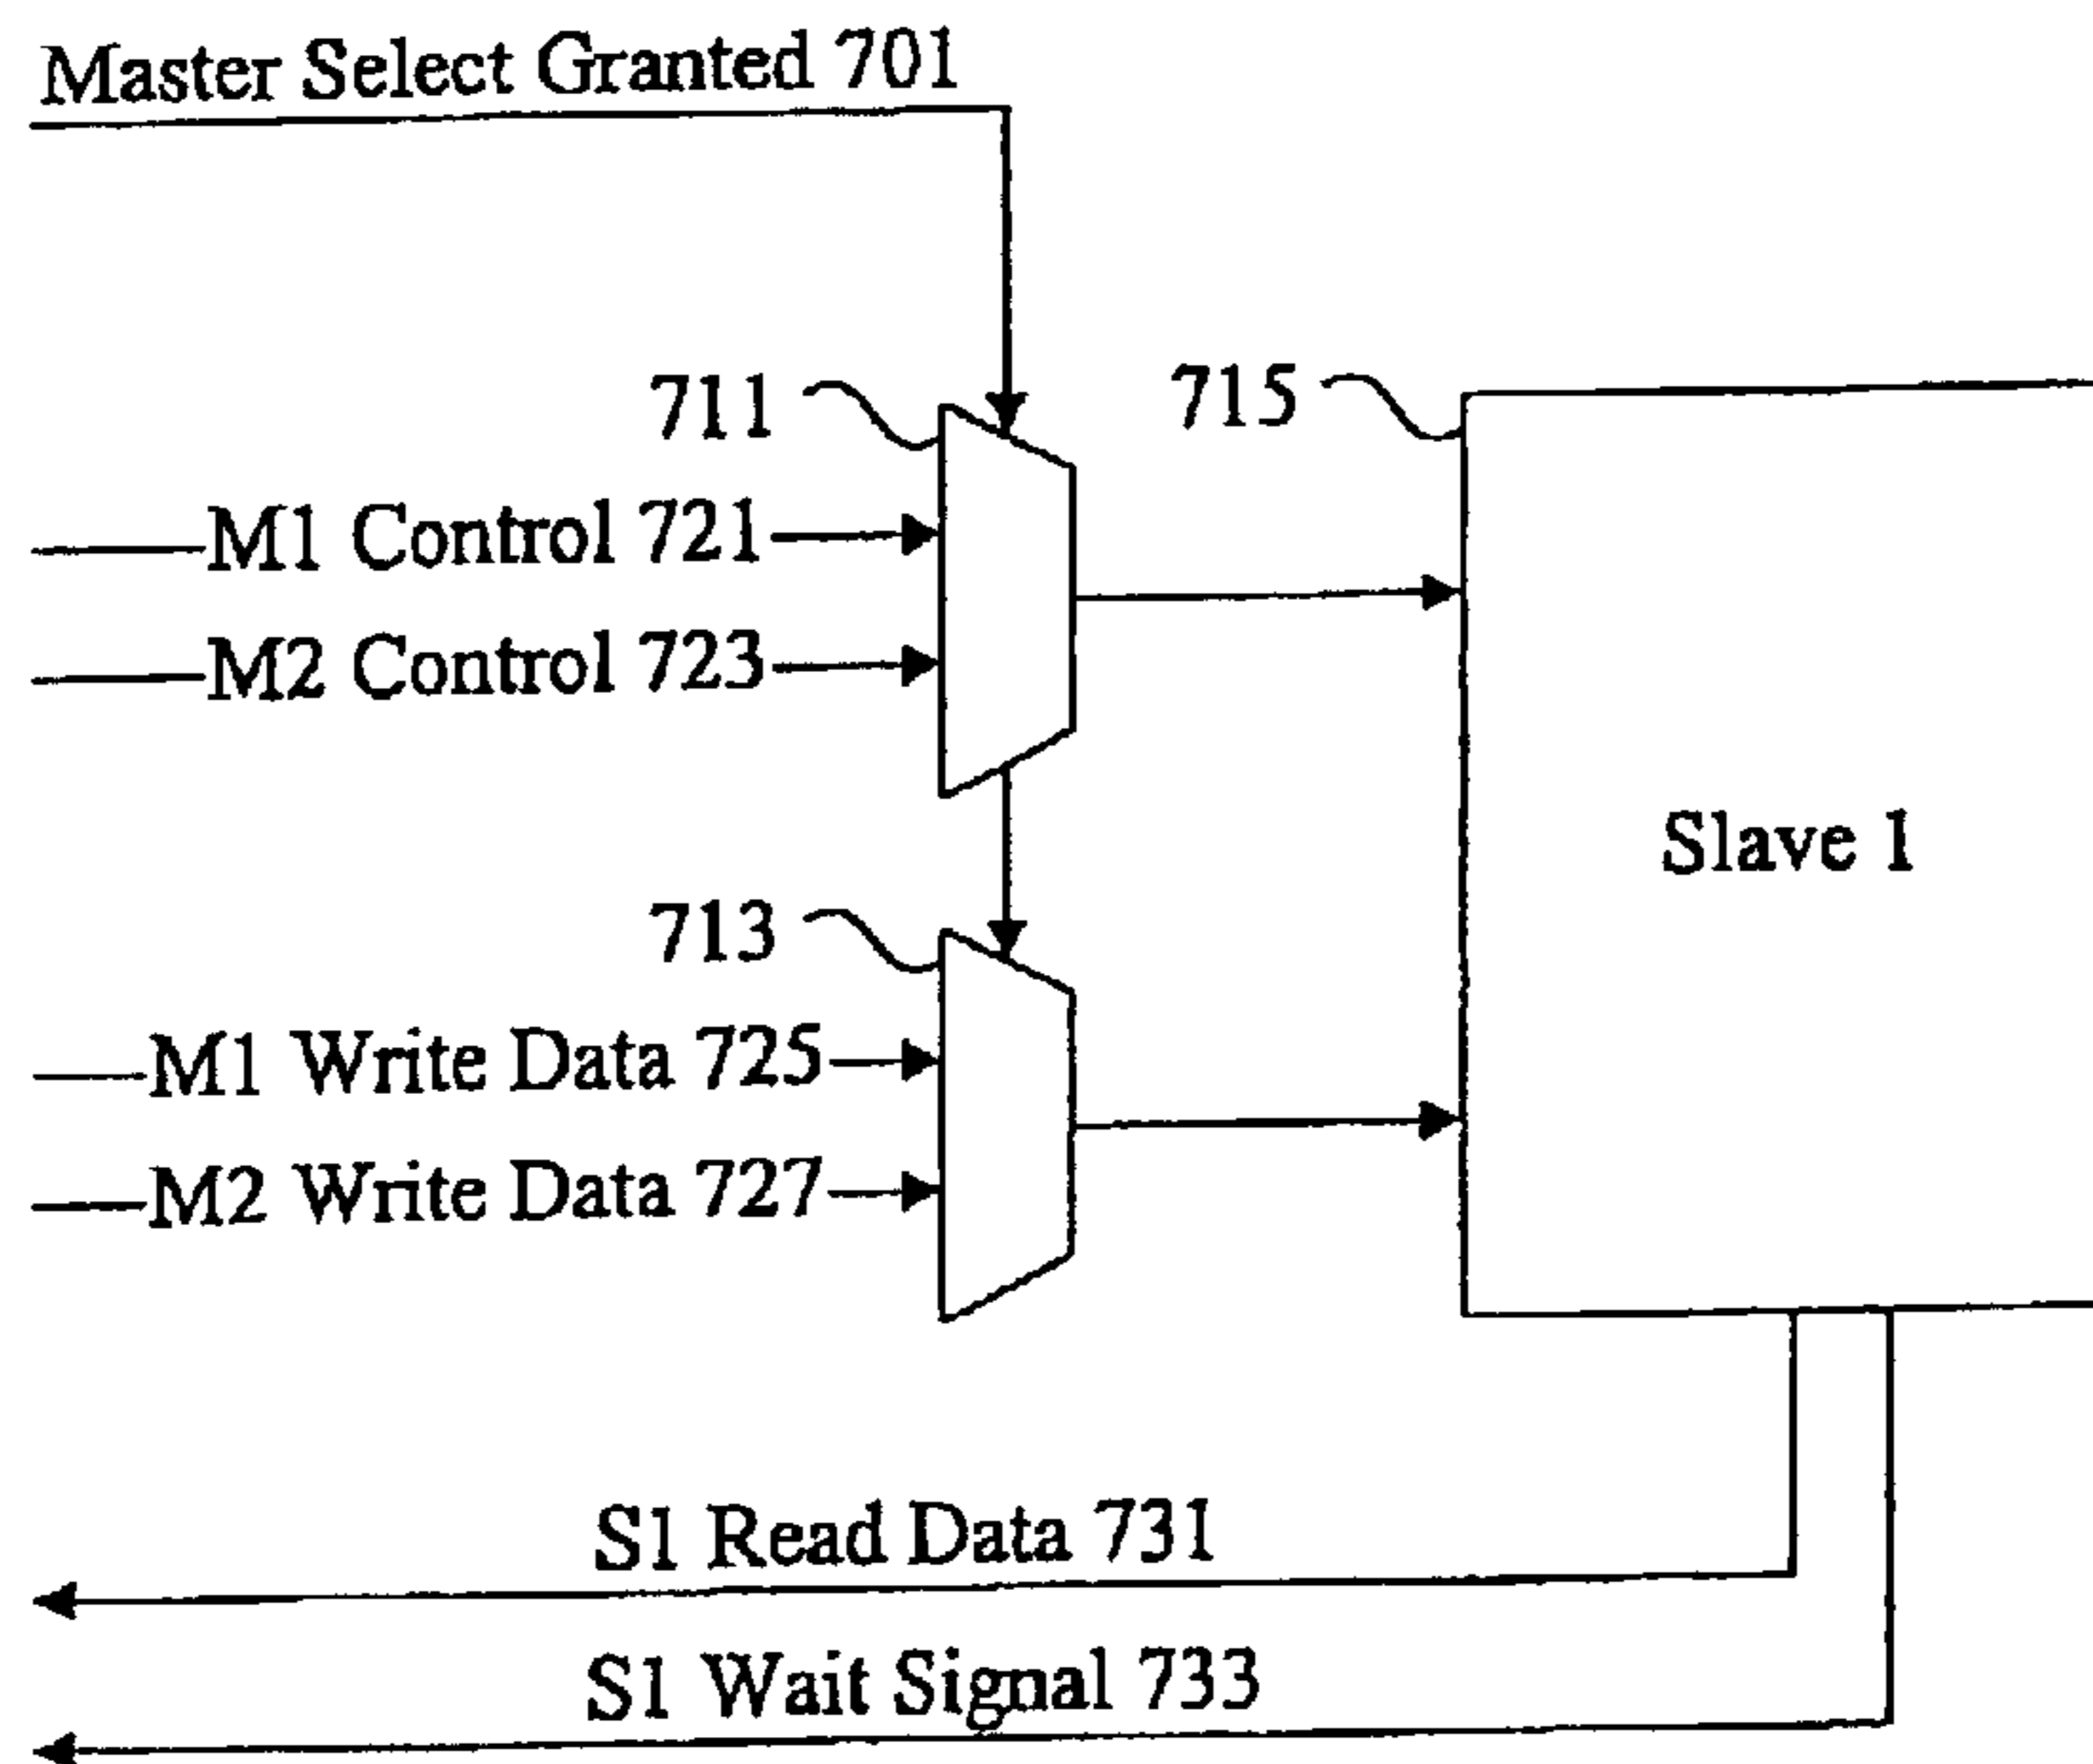 Master Select Granted 701
711
715
M1 Control 721
M2 Control 723
Slave 1
713
M1 Write Data 725
M2 Write Data 727
S1 Read Data 731
S1 Wait Signal 733